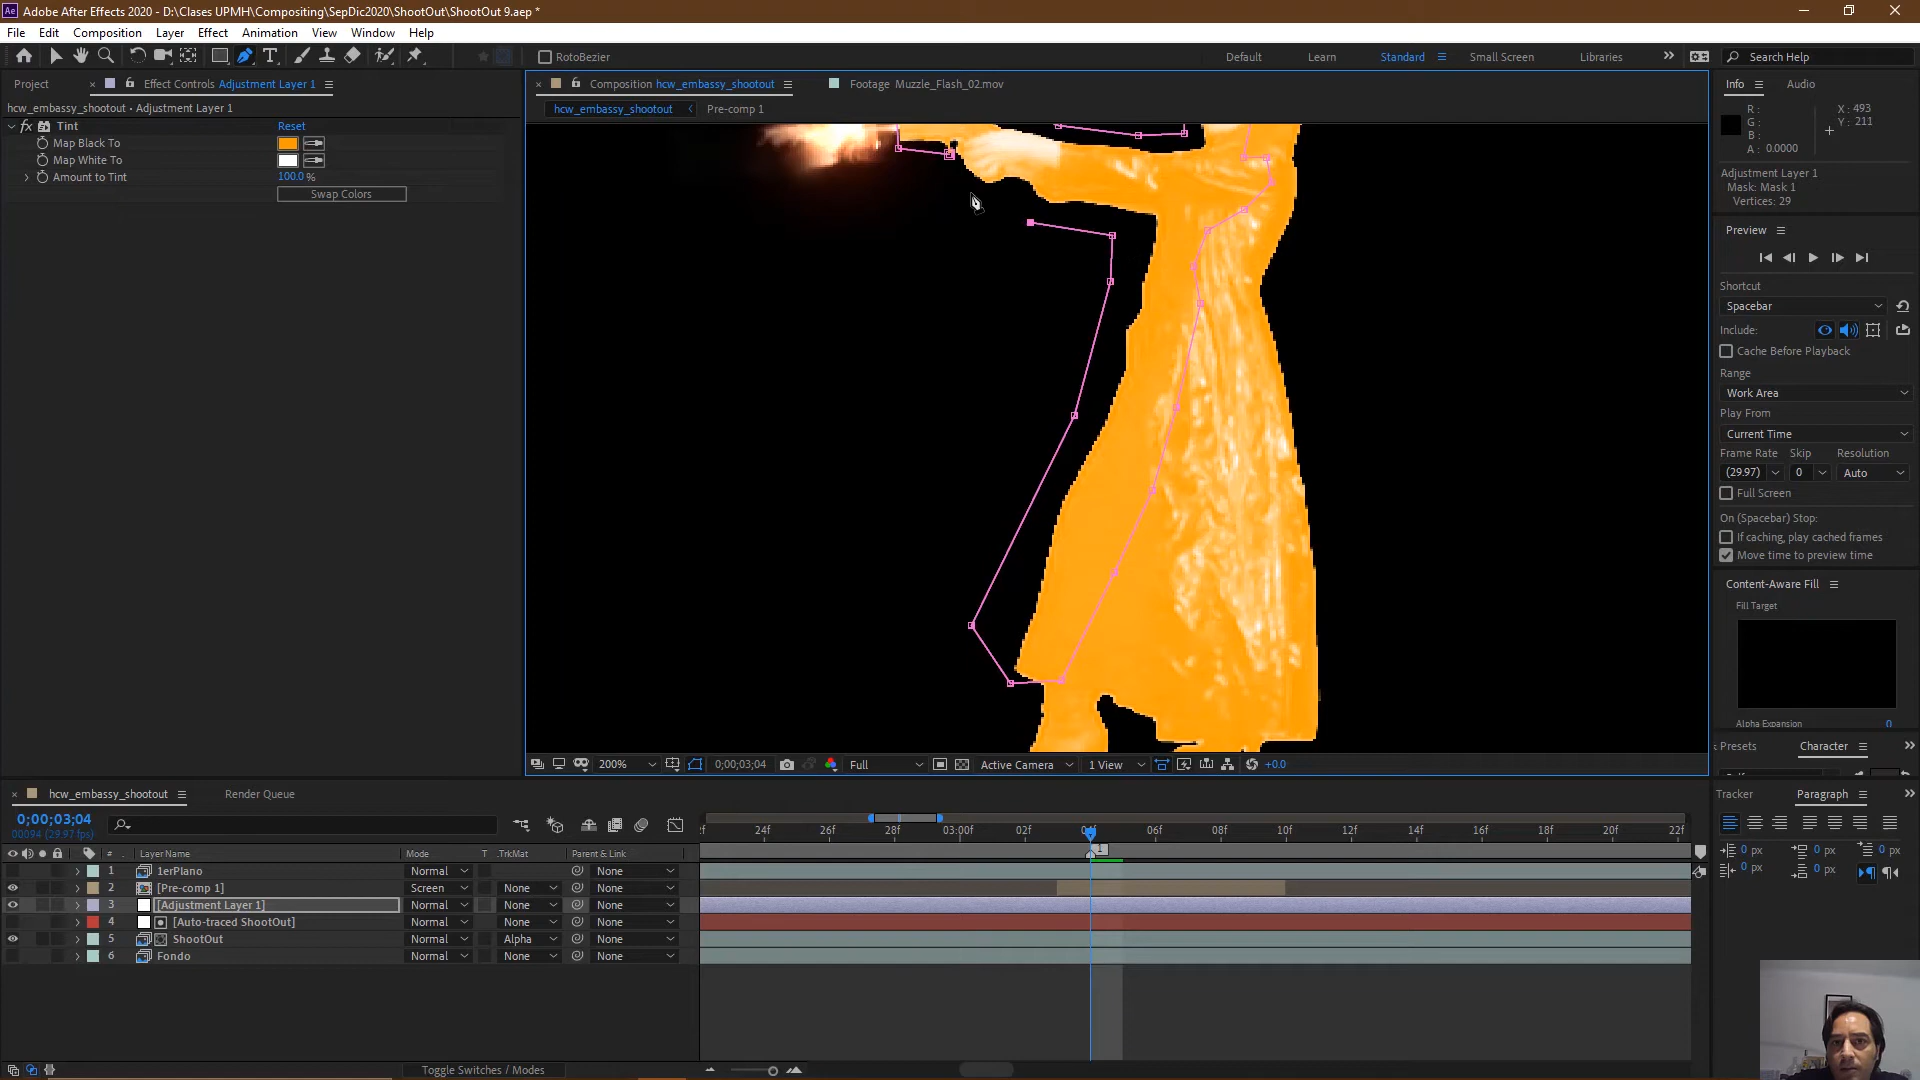 Adobe After Effects 2020 - D:\Clases UPMH\Compositing\SepDic2020\ShootOut\ShootOut 9.aep *
File Edit Composition Layer Effect Animation View Window Help
RotoBezier
Default Learn Standard Small Screen Libraries
Search Help
Project
Effect Controls Adjustment Layer 1
hcw_embassy_shootout • Adjustment Layer 1
fx Tint Reset
Map Black To
Map White To
Amount to Tint 100.0 %
Swap Colors
Composition hcw_embassy_shootout
Footage Muzzle_Flash_02.mov
hcw_embassy_shootout Pre-comp 1
200% 0;00;03;04 Full Active Camera 1 View +0.0
Info Audio
R : X : 493
G : Y : 211
B :
A : 0.0000
Adjustment Layer 1
Mask: Mask 1
Vertices: 29
Preview
Shortcut
Spacebar
Include:
Cache Before Playback
Range
Work Area
Play From
Current Time
Frame Rate Skip Resolution
(29.97) 0 Auto
Full Screen
On (Spacebar) Stop:
If caching, play cached frames
Move time to preview time
Content-Aware Fill
Fill Target
Alpha Expansion 0
Presets Character
Tracker Paragraph
0 px 0 px 0 px
0 px 0 px
hcw_embassy_shootout Render Queue
0;00;03;04
00094 (29.97 fps)
24f 26f 28f 03:00f 02f 04f 06f 08f 10f 12f 14f 16f 18f 20f 22f
1
# Layer Name Mode T .TrkMat Parent & Link
1 1erPlano Normal None
2 [Pre-comp 1] Screen None None
3 [Adjustment Layer 1] Normal None None
4 [Auto-traced ShootOut] Normal None None
5 ShootOut Normal Alpha None
6 Fondo Normal None None
Toggle Switches / Modes